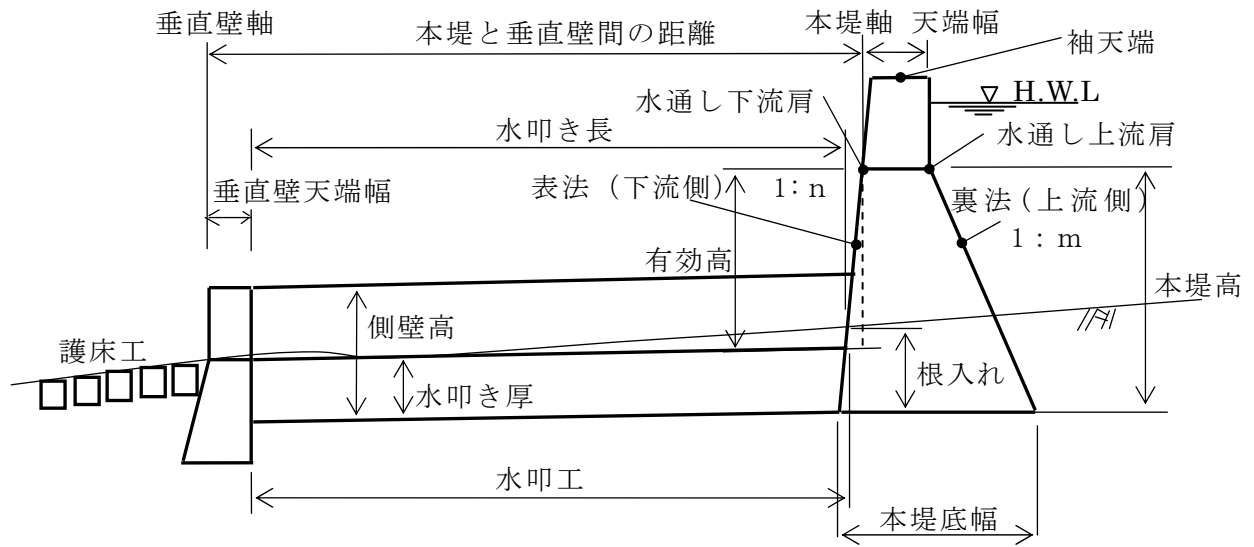 垂直壁軸
本堤と垂直壁間の距離
本堤軸
天端幅
袖天端
水通し下流肩
H.W.L
水叩き長
水通し上流肩
垂直壁天端幅
表法(下流側)
1:n
裏法(上流側)
1:m
有効高
本堤高
側壁高
護床工
水叩き厚
根入れ
水叩工
本堤底幅